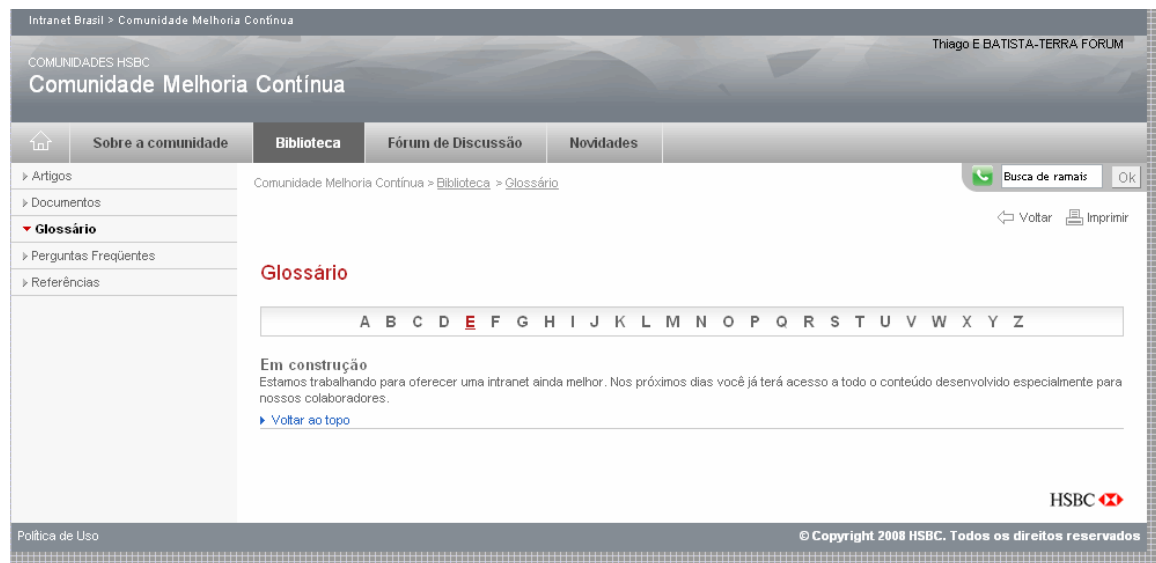 Intranet Brasil > Comunidade Melhoria Contínua
Thiago E BATISTA-TERRA FORUM
COMUNIDADES HSBC
Comunidade Melhoria Contínua
Sobre a comunidade Biblioteca Fórum de Discussão Novidades
Artigos
Documentos
Glossário
Perguntas Freqüentes
Referências
Comunidade Melhoria Contínua > Biblioteca > Glossário
Busca de ramais Ok
Voltar Imprimir
Glossário
A B C D E F G H I J K L M N O P Q R S T U V W X Y Z
Em construção
Estamos trabalhando para oferecer uma intranet ainda melhor. Nos próximos dias você já terá acesso a todo o conteúdo desenvolvido especialmente para
nossos colaboradores.
Voltar ao topo
HSBC
Política de Uso
© Copyright 2008 HSBC. Todos os direitos reservados